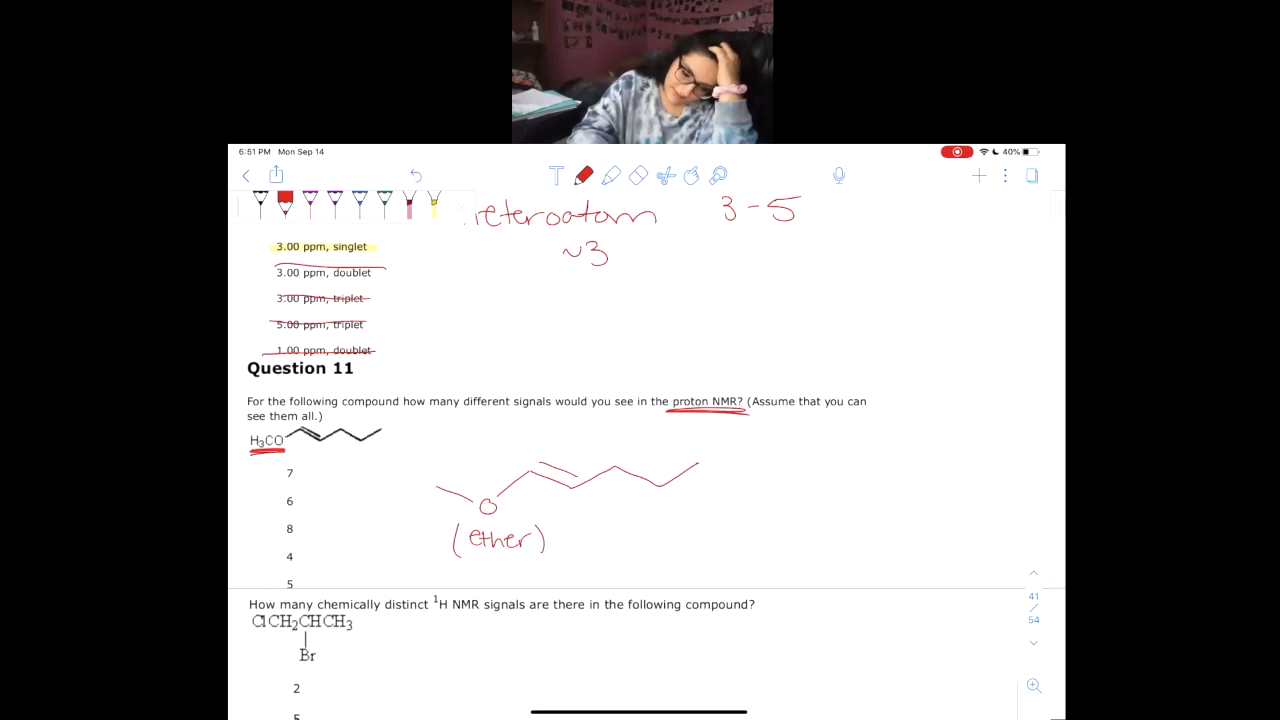 6:51 PM Mon Sep 14
40%
T
heteroatom 3-5
~3
3.00 ppm, singlet
3.00 ppm, doublet
3.00 ppm, triplet
5.00 ppm, triplet
1.00 ppm, doublet
Question 11
For the following compound how many different signals would you see in the proton NMR? (Assume that you can
see them all.)
H₃CO
7
6
8
4
5
O
(ether)
How many chemically distinct ¹H NMR signals are there in the following compound?
ClCH₂CHCH₃
Br
2
5
41
/
54